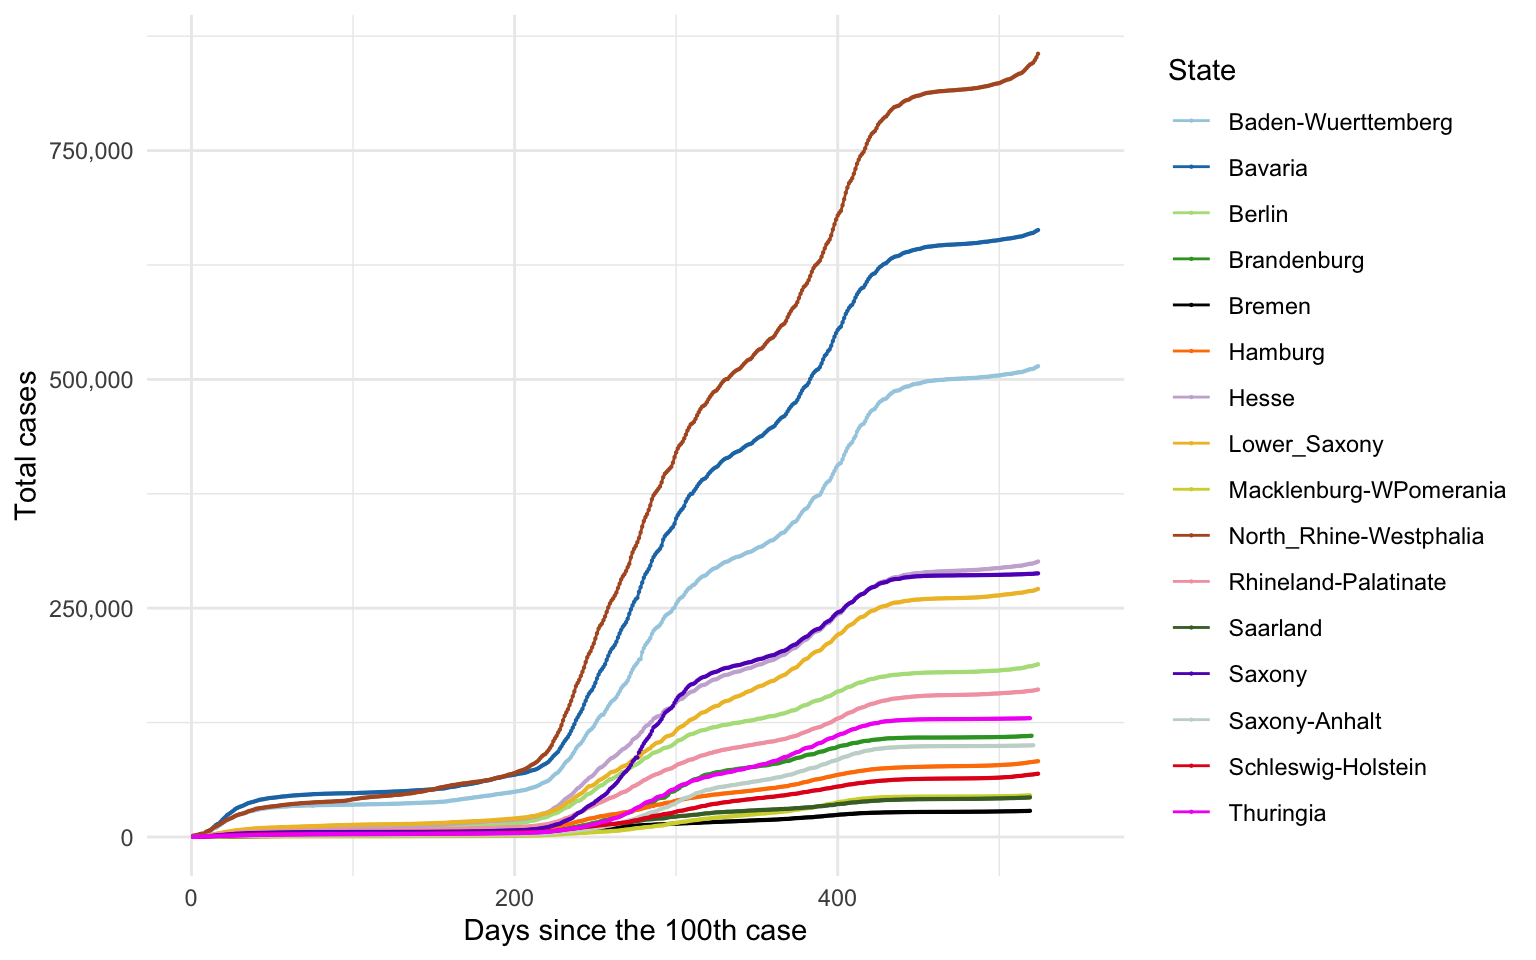 State
Baden-Wuerttemberg
Bavaria
Berlin
Brandenburg
Bremen
Hamburg
Hesse
Lower_Saxony
Macklenburg-WPomerania
North_Rhine-Westphalia
Rhineland-Palatinate
Saarland
Saxony
Saxony-Anhalt
Schleswig-Holstein
Thuringia
Total cases
750,000
500,000
250,000
0
0 200 400
Days since the 100th case